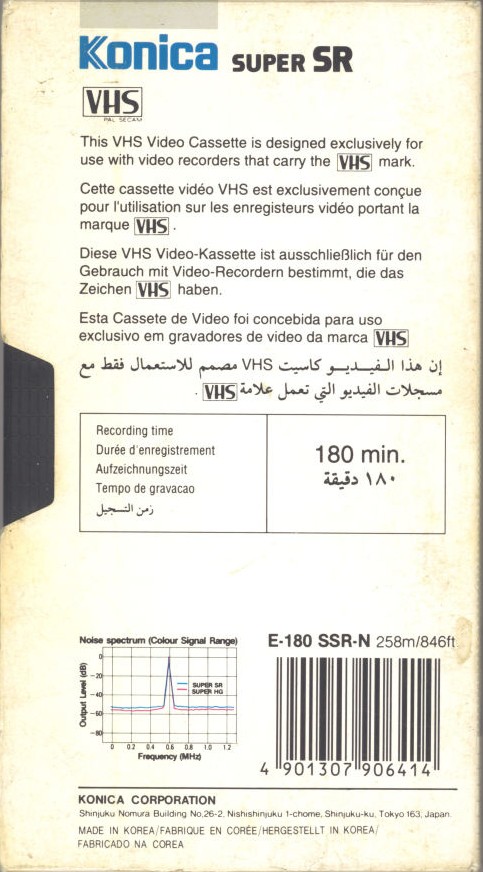 Konica SUPER SR
VHS
PAL SECAM
This VHS Video Cassette is designed exclusively for
use with video recorders that carry the VHS mark.
Cette cassette vidéo VHS est exclusivement conçue
pour l'utilisation sur les enregisteurs vidéo portant la
marque VHS .
Diese VHS Video-Kassette ist ausschließlich für den
Gebrauch mit Video-Recordern bestimmt, die das
Zeichen VHS haben.
Esta Cassete de Video foi concebida para uso
exclusivo em gravadores de video da marca VHS
إن هذا الـفـيـديـو كاسيت VHS مصمم للاستعمال فقط مع
مسجلات الفيديو التي تعمل علامة VHS .
Recording time
Durée d'enregistrement
Aufzeichnungszeit
Tempo de gravacao
زمن التسجيل
180 min.
١٨٠ دقيقة
Noise spectrum (Colour Signal Range)
Output Level (dB)
0
-20
-40
-60
-80
SUPER SR
SUPER HG
0 0.2 0.4 0.6 0.8 1.0 1.2
Frequency (MHz)
E-180 SSR-N 258m/846ft
4 901307 906414
KONICA CORPORATION
Shinjuku Nomura Building No,26-2, Nishishinjuku 1-chome, Shinjuku-ku, Tokyo 163, Japan.
MADE IN KOREA/FABRIQUE EN CORÉE/HERGESTELLT IN KOREA/
FABRICADO NA COREA